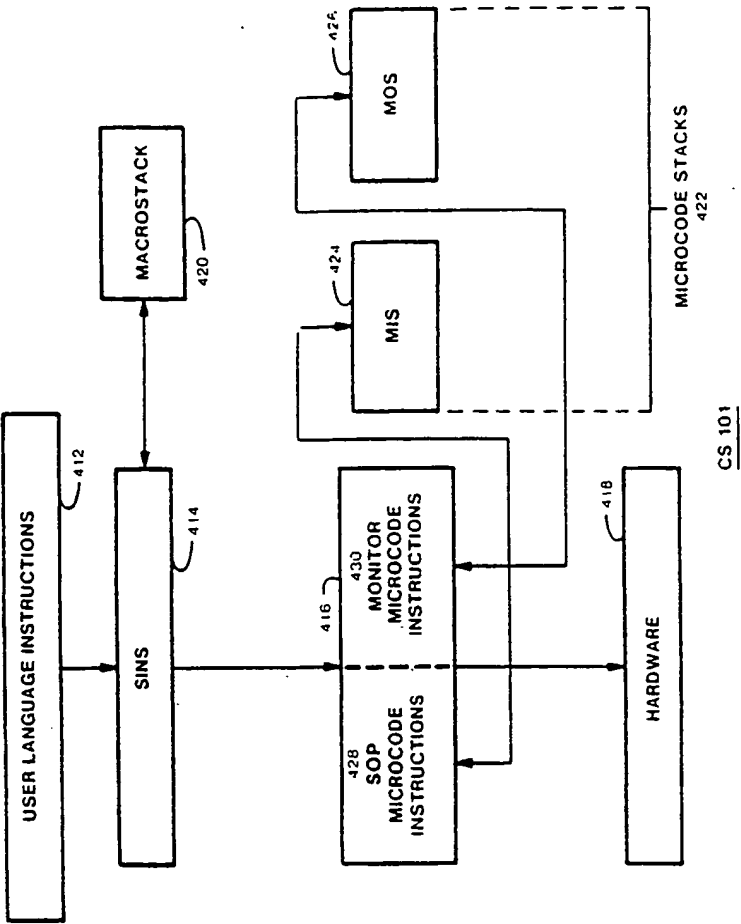 USER LANGUAGE INSTRUCTIONS
412
SINS
414
MACROSTACK
420
416
428
SOP
MICROCODE
INSTRUCTIONS
430
MONITOR
MICROCODE
INSTRUCTIONS
MIS
424
MOS
426
MICROCODE STACKS
422
HARDWARE
418
CS 101